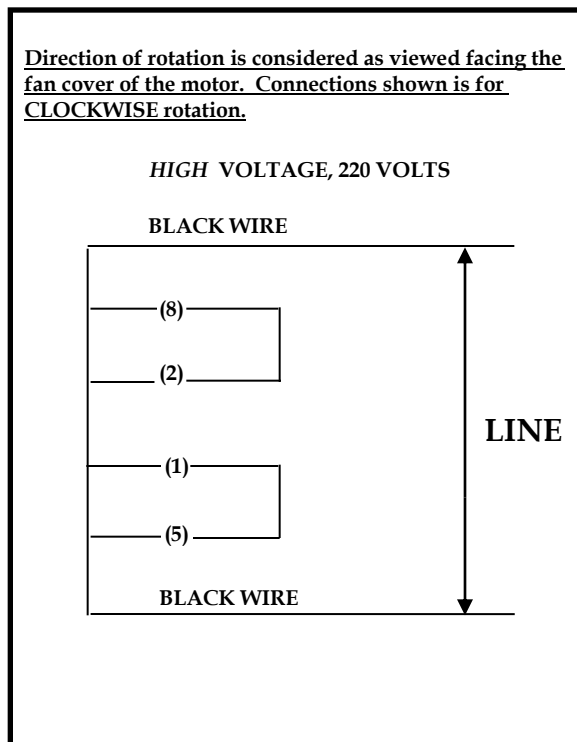 Direction of rotation is considered as viewed facing the
fan cover of the motor.  Connections shown is for
CLOCKWISE rotation.
HIGH VOLTAGE, 220 VOLTS
BLACK WIRE
(8)
(2)
LINE
(1)
(5)
BLACK WIRE